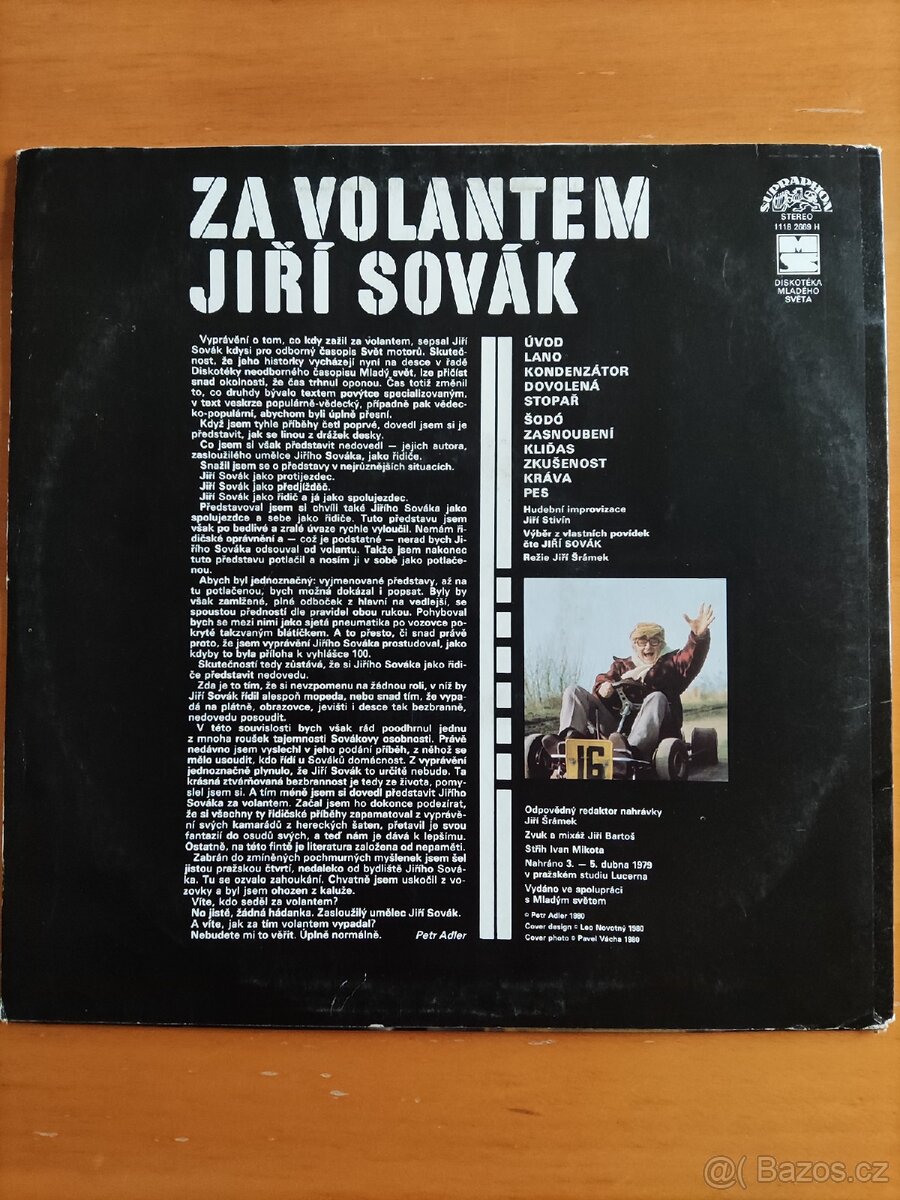 ZA VOLANTEM
JIŘÍ SOVÁK
SUPRAPHON
STEREO
1118 2669 H
MS
DISKOTÉKA
MLADÉHO
SVĚTA
Vyprávění o tom, co kdy zažil za volantem, sepsal Jiří
Sovák kdysi pro odborný časopis Svět motorů. Skuteč-
nost, že jeho historky vycházejí nyní na desce v řadě
Diskotéky neodborného časopisu Mladý svět, lze přičíst
snad okolnosti, že čas trhnul oponou. Čas totiž změnil
to, co druhdy bývalo textem povýtce specializovaným,
v text veskrze populárně-vědecký, případně pak vědec-
ko-populární, abychom byli úplně přesní.
Když jsem tyhle příběhy četl poprvé, dovedl jsem si je
představit, jak se linou z drážek desky.
Co jsem si však představit nedovedl — jejich autora,
zasloužilého umělce Jiřího Sováka, jako řidiče.
Snažil jsem se o představy v nejrůznějších situacích.
Jiří Sovák jako protijezdec.
Jiří Sovák jako předjížděč.
Jiří Sovák jako řidič a já jako spolujezdec.
Představoval jsem si chvíli také Jiřího Sováka jako
spolujezdce a sebe jako řidiče. Tuto představu jsem
však po bedlivé a zralé úvaze rychle vyloučil. Nemám ři-
dičské oprávnění a — což je podstatné — nerad bych Ji-
řího Sováka odsouval od volantu. Takže jsem nakonec
tuto představu potlačil a nosím ji v sobě jako potlače-
nou.
Abych byl jednoznačný: vyjmenované představy, až na
tu potlačenou, bych možná dokázal i popsat. Byly by
však zamlžené, plné odboček z hlavní na vedlejší, se
spoustou předností dle pravidel obou rukou. Pohyboval
bych se mezi nimi jako sjetá pneumatika po vozovce po-
kryté takzvaným blátíčkem. A to přesto, či snad právě
proto, že jsem vyprávění Jiřího Sováka prostudoval, jako
kdyby to byla příloha k vyhlášce 100.
Skutečností tedy zůstává, že si Jiřího Sováka jako řidi-
če představit nedovedu.
Zda je to tím, že si nevzpomenu na žádnou roli, v níž by
Jiří Sovák řídil alespoň mopeda, nebo snad tím, že vypa-
dá na plátně, obrazovce, jevišti i desce tak bezbranně,
nedovedu posoudit.
V této souvislosti bych však rád poodhrnul jednu
z mnoha roušek tajemnosti Sovákovy osobnosti. Právě
nedávno jsem vyslechl v jeho podání příběh, z něhož se
mělo usoudit, kdo řídí u Sováků domácnost. Z vyprávění
jednoznačně plynulo, že Jiří Sovák to určitě nebude. Ta
krásná ztvárňovaná bezbrannost je tedy ze života, pomy-
slel jsem si. A tím méně jsem si dovedl představit Jiřího
Sováka za volantem. Začal jsem ho dokonce podezírat,
že si všechny ty řidičské příběhy zapamatoval z vyprávě-
ní svých kamarádů z hereckých šaten, přetavil je svou
fantazií do osudů svých, a teď nám je dává k lepšímu.
Ostatně, na této fintě je literatura založena od nepaměti.
Zabrán do zmíněných pochmurných myšlenek jsem šel
jistou pražskou čtvrtí, nedaleko od bydliště Jiřího Sová-
ka. Tu se ozvalo zahoukání. Chvatně jsem uskočil z vo-
zovky a byl jsem ohozen z kaluže.
Víte, kdo seděl za volantem?
No jistě, žádná hádanka. Zasloužilý umělec Jiří Sovák.
A víte, jak za tím volantem vypadal?
Nebudete mi to věřit. Úplně normálně. Petr Adler
ÚVOD
LANO
KONDENZÁTOR
DOVOLENÁ
STOPAŘ
ŠODÓ
ZASNOUBENÍ
KLIĎAS
ZKUŠENOST
KRÁVA
PES
Hudební improvizace
Jiří Stivín
Výběr z vlastních povídek
čte JIŘÍ SOVÁK
Režie Jiří Šrámek
16
Odpovědný redaktor nahrávky
Jiří Šrámek
Zvuk a mixáž Jiří Bartoš
Střih Ivan Mikota
Nahráno 3. — 5. dubna 1979
v pražském studiu Lucerna
Vydáno ve spolupráci
s Mladým světem
© Petr Adler 1980
Cover design © Leo Novotný 1980
Cover photo © Pavel Vácha 1980
@( Bazos.cz